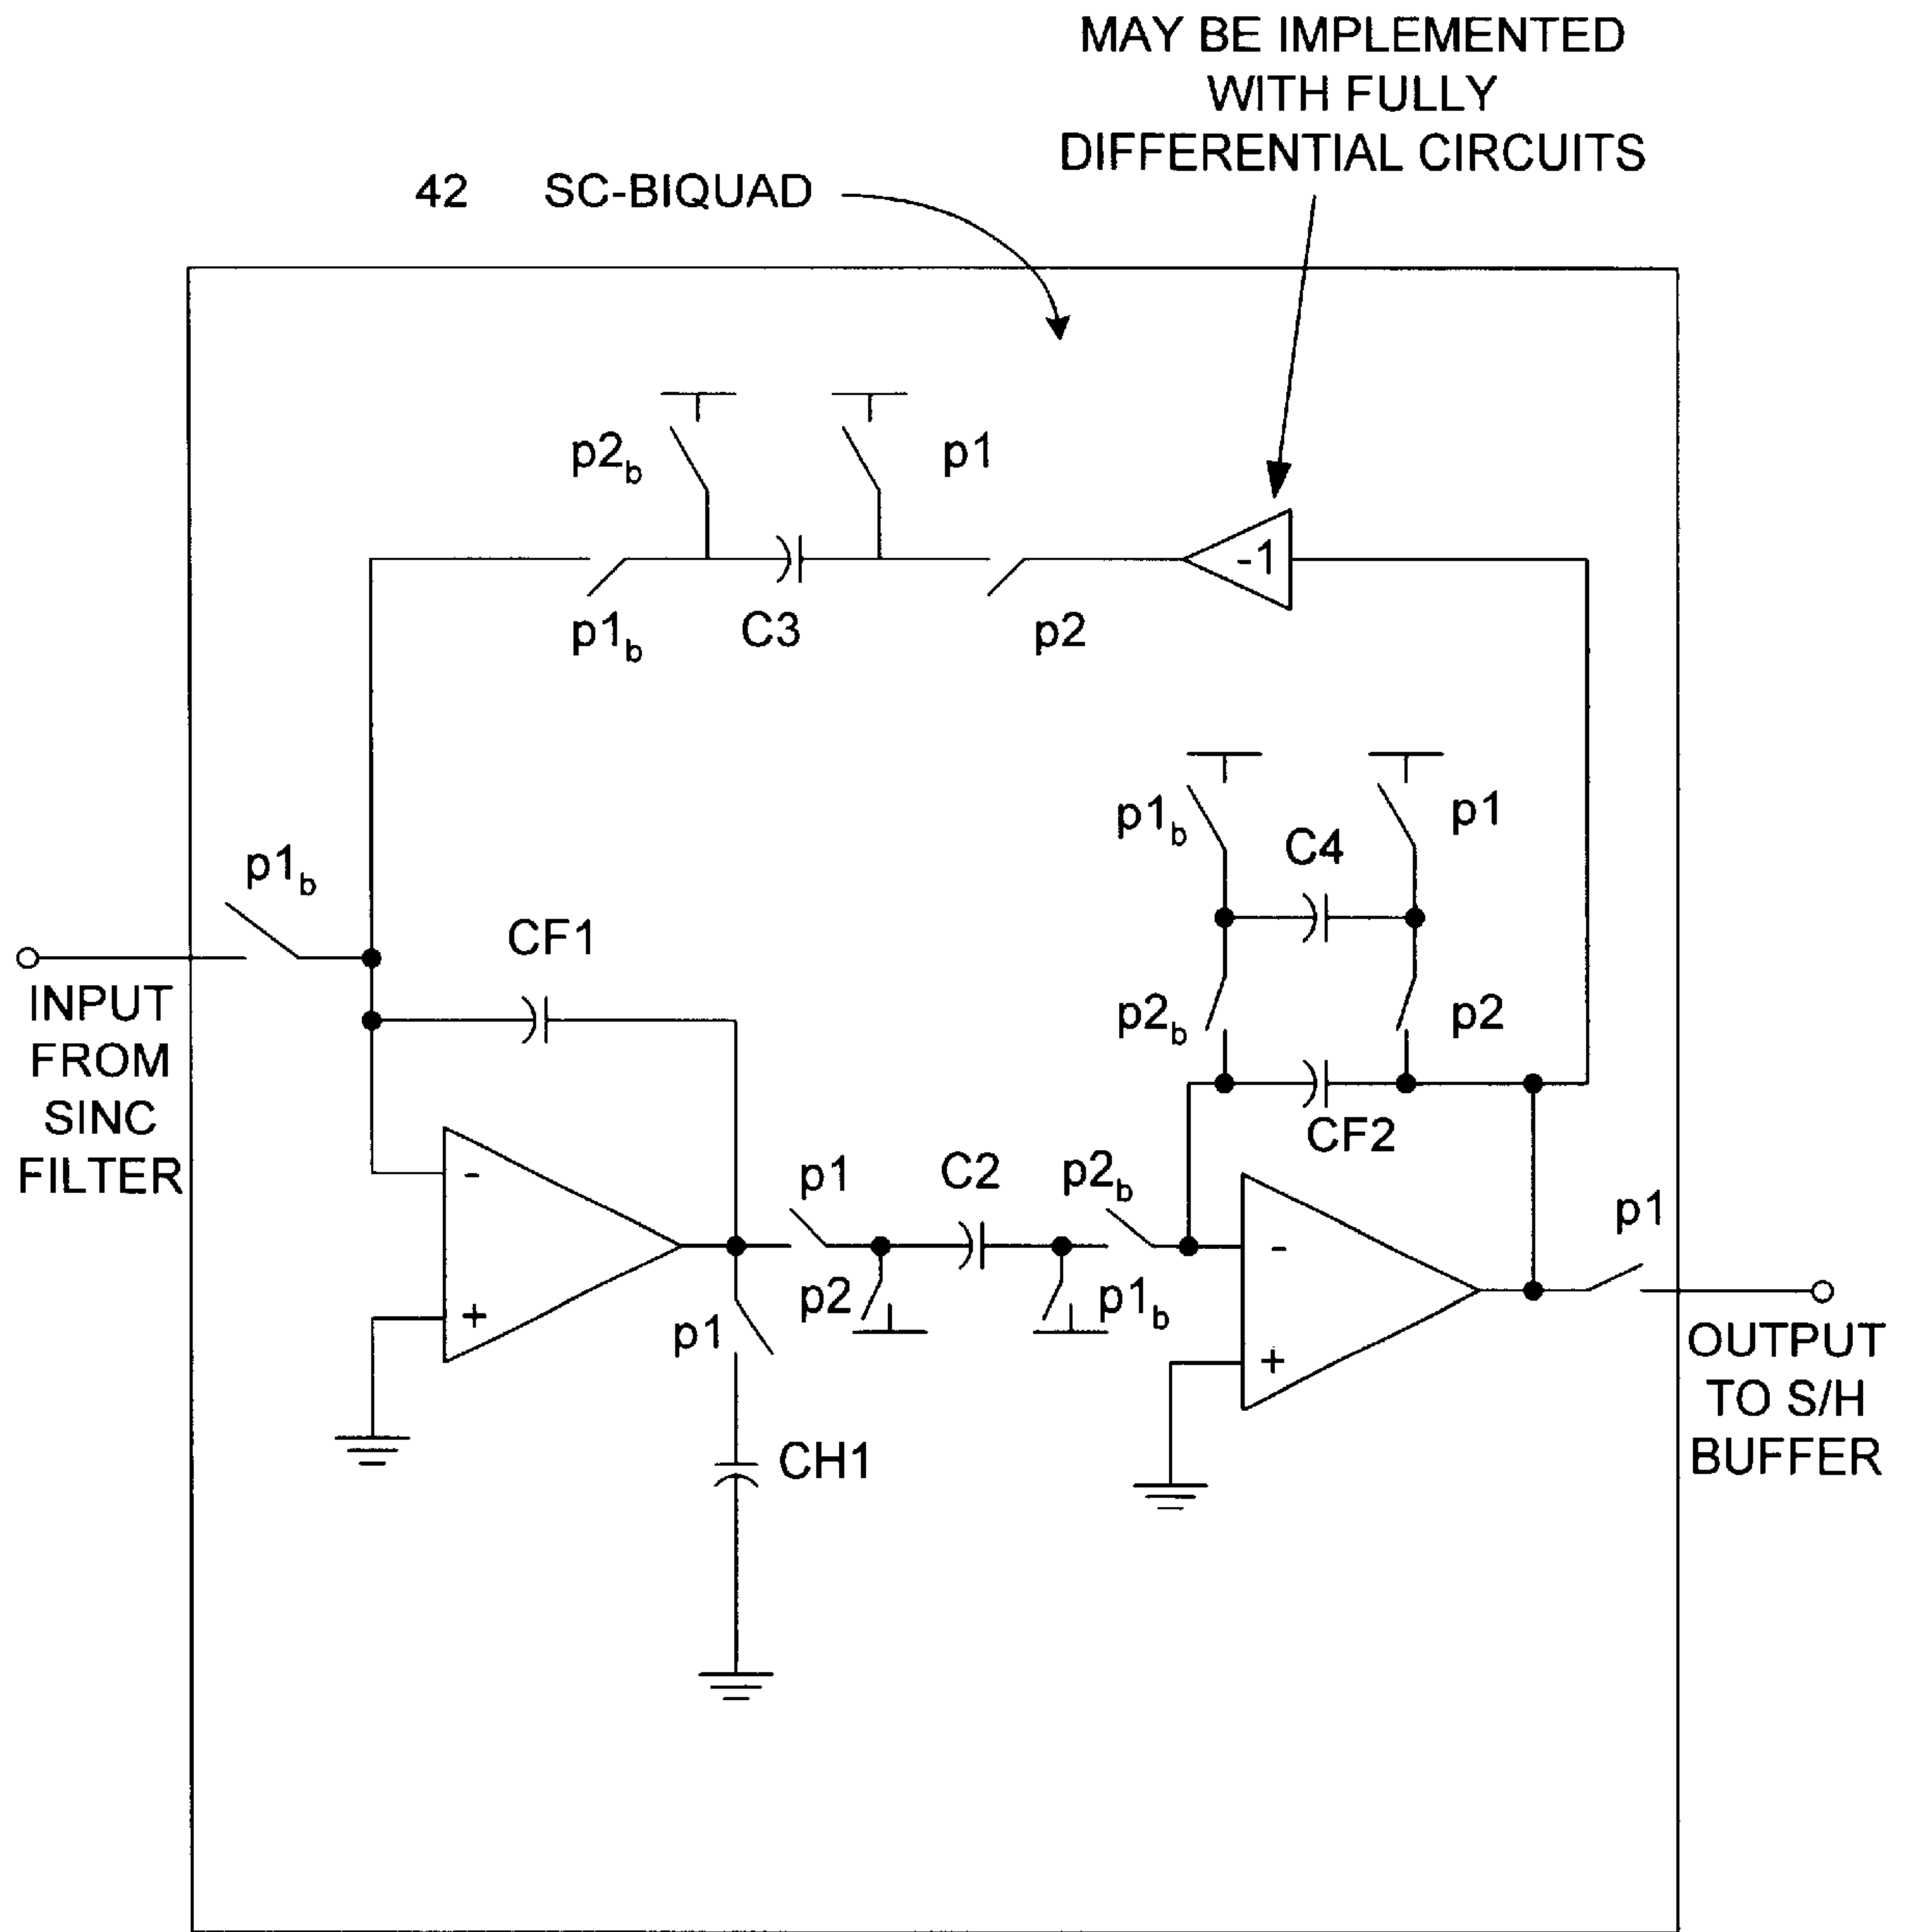 MAY BE IMPLEMENTED
WITH FULLY
DIFFERENTIAL CIRCUITS
42 SC-BIQUAD
p2b
p1
-1
p1b
C3
p2
p1b
C4
p1
p1b
CF1
p2b
p2
INPUT
FROM
SINC
FILTER
CF2
-
p1
C2
p2b
-
p1
+
p1
p2
p1b
+
OUTPUT
TO S/H
BUFFER
CH1